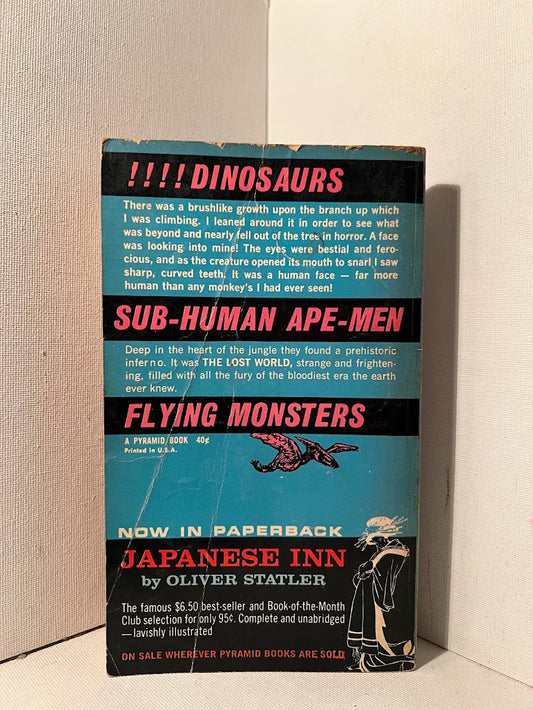 !!!! DINOSAURS
There was a brushlike growth upon the branch up which
I was climbing. I leaned around it in order to see what
was beyond and nearly fell out of the tree in horror. A face
was looking into mine! The eyes were bestial and fero-
cious, and as the creature opened its mouth to snarl I saw
sharp, curved teeth. It was a human face — far more
human than any monkey's I had ever seen!
SUB-HUMAN APE-MEN
Deep in the heart of the jungle they found a prehistoric
inferno. It was THE LOST WORLD, strange and frighten-
ing, filled with all the fury of the bloodiest era the earth
ever knew.
FLYING MONSTERS
A PYRAMID BOOK 40¢
Printed in U.S.A.
NOW IN PAPERBACK
JAPANESE INN
by OLIVER STATLER
The famous $6.50 best-seller and Book-of-the-Month
Club selection for only 95¢. Complete and unabridged
—lavishly illustrated
ON SALE WHEREVER PYRAMID BOOKS ARE SOLD